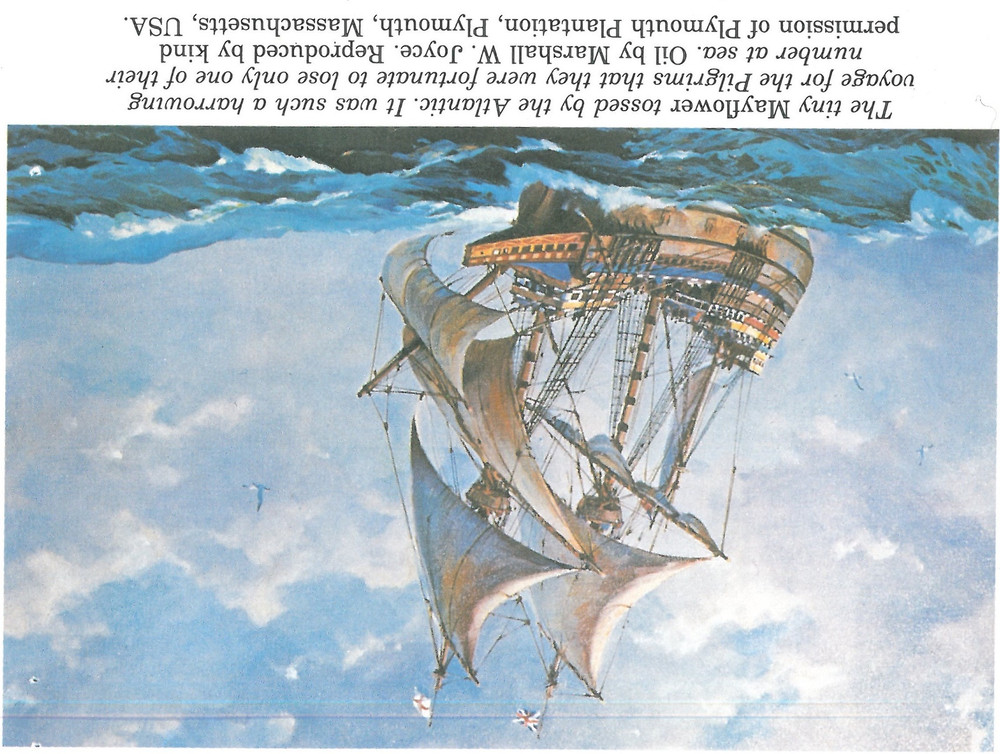 The tiny Mayflower tossed by the Atlantic. It was such a harrowing
voyage for the Pilgrims that they were fortunate to lose only one of their
number at sea. Oil by Marshall W. Joyce. Reproduced by kind
permission of Plymouth Plantation, Plymouth, Massachusetts, USA.